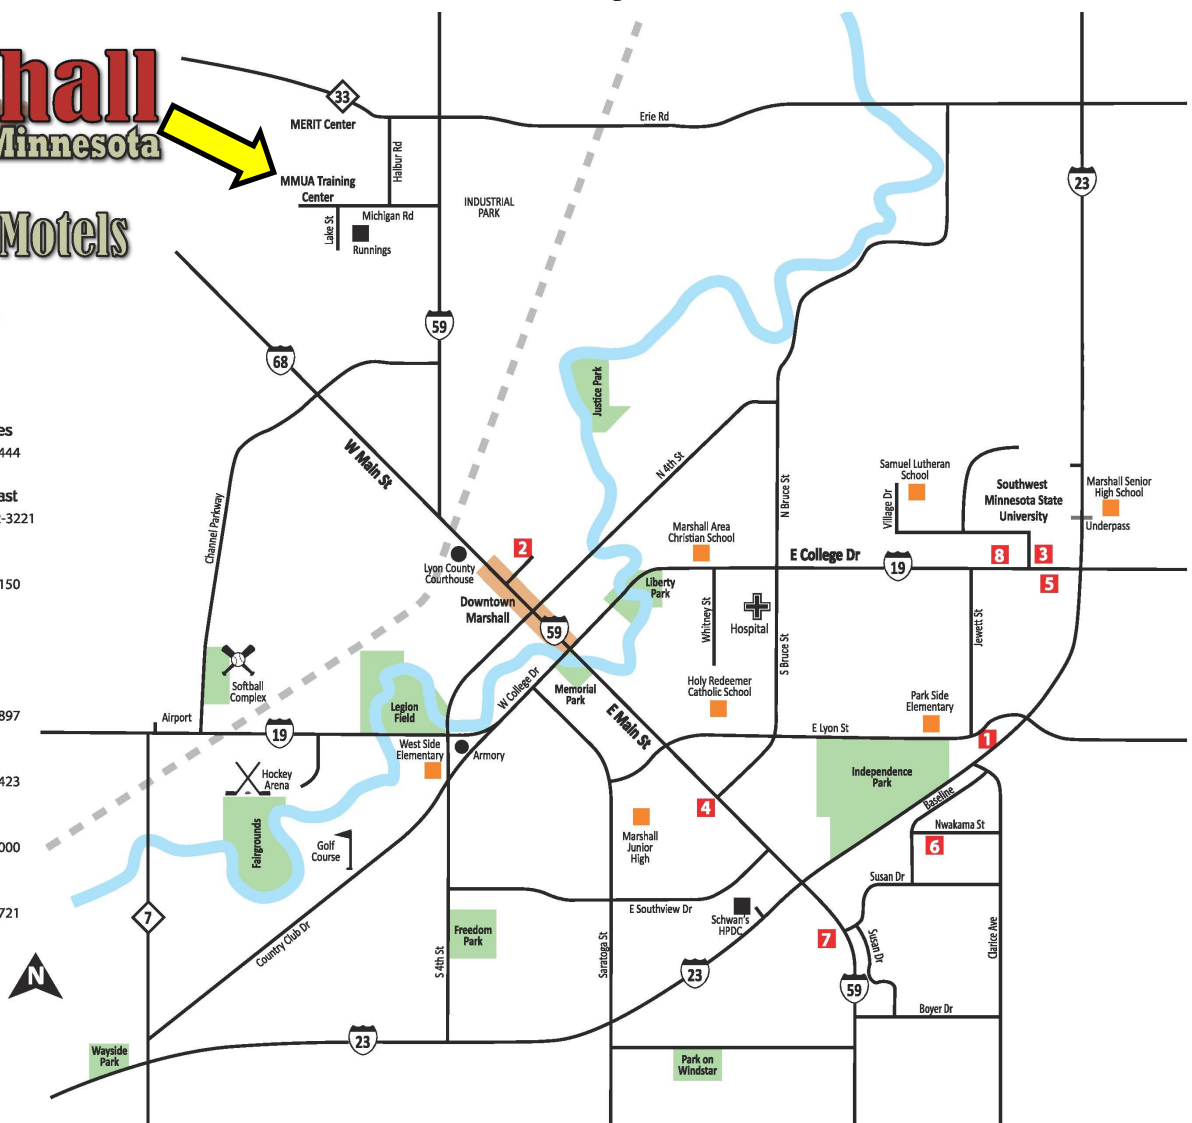 hall
Minnesota
Motels
es
444
ast
-3221
150
897
423
000
721
33
MERIT Center
Erie Rd
Halbur Rd
MMUA Training
Center
INDUSTRIAL
PARK
Michigan Rd
Lake St
Runnings
23
59
68
Justice Park
W Main St
N 4th St
Channel Parkway
N Bruce St
Samuel Lutheran
School
Village Dr
Southwest
Minnesota State
University
Marshall Senior
High School
Underpass
Marshall Area
Christian School
E College Dr
19
8
3
5
2
Lyon County
Courthouse
Downtown
Marshall
59
Liberty
Park
Whitney St
Hospital
S Bruce St
Jewett St
Softball
Complex
Legion
Field
W College Dr
Memorial
Park
Holy Redeemer
Catholic School
Park Side
Elementary
Airport
19
West Side
Elementary
Armory
E Main St
E Lyon St
1
Hockey
Arena
Independence
Park
Baseline
4
Fairgrounds
Golf
Course
Marshall
Junior
High
Nwakama St
6
Susan Dr
7
E Southview Dr
Schwan's
HPDC
Freedom
Park
Country Club Dr
S 4th St
Saratoga St
7
Susan Dr
Clarice Ave
23
59
N
Boyer Dr
23
Wayside
Park
Park on
Windstar